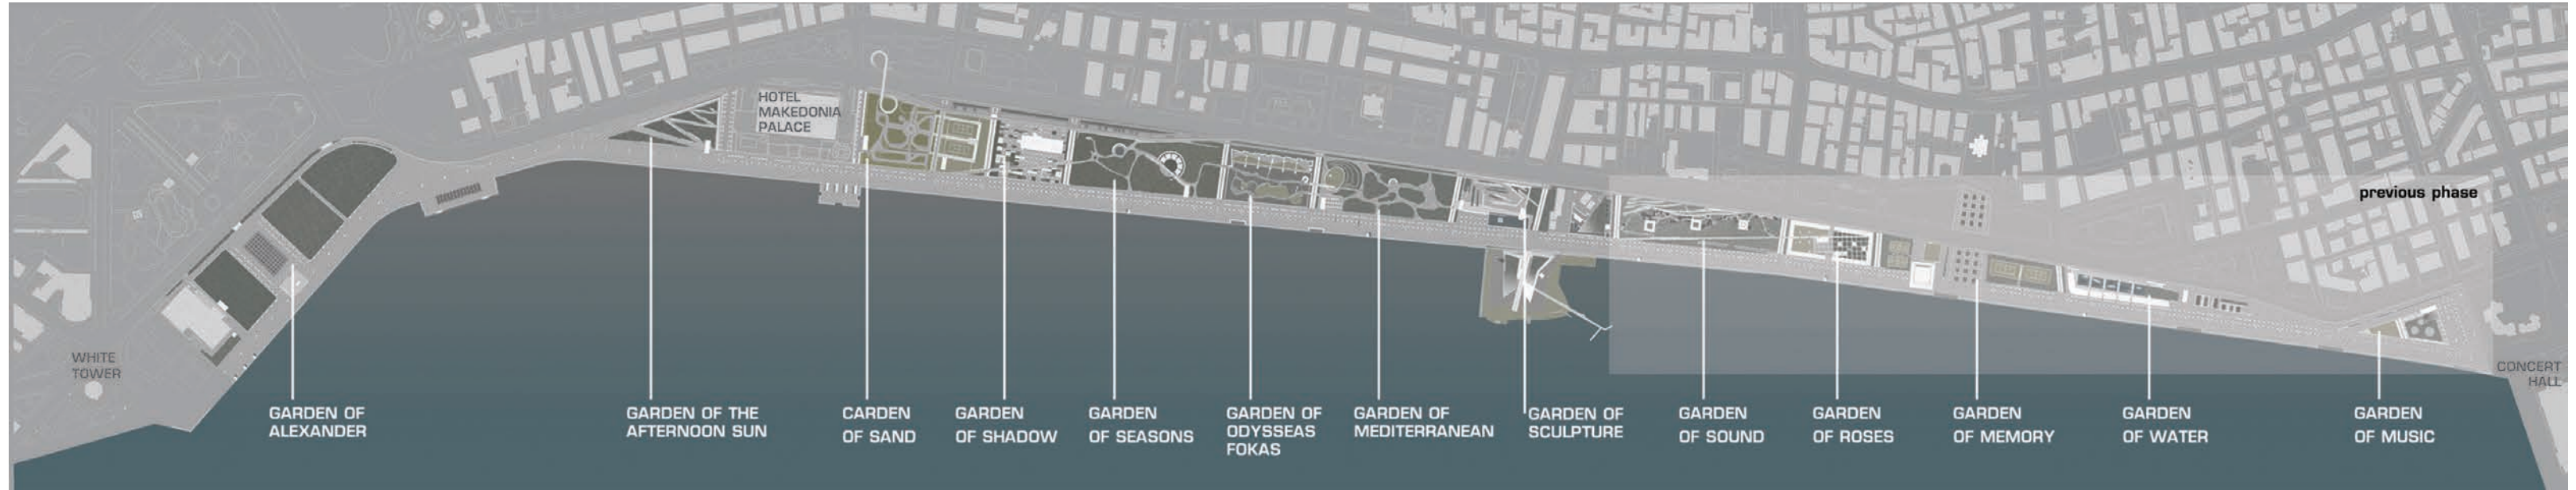 HOTEL
MAKEDONIA
PALACE
previous phase
WHITE
TOWER
CONCERT
HALL
GARDEN OF
ALEXANDER
GARDEN OF THE
AFTERNOON SUN
CARDEN
OF SAND
GARDEN
OF SHADOW
GARDEN
OF SEASONS
GARDEN OF
ODYSSEAS
FOKAS
GARDEN OF
MEDITERRANEAN
GARDEN OF
SCULPTURE
GARDEN
OF SOUND
GARDEN
OF ROSES
GARDEN
OF MEMORY
GARDEN
OF WATER
GARDEN
OF MUSIC